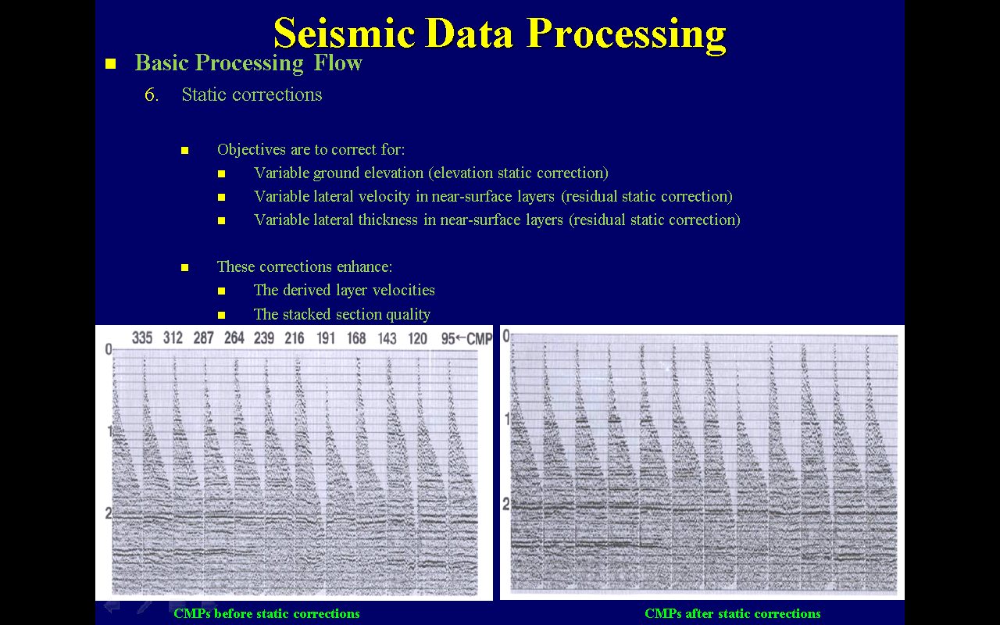 Seismic Data Processing
Basic Processing Flow
6. Static corrections
Objectives are to correct for:
Variable ground elevation (elevation static correction)
Variable lateral velocity in near-surface layers (residual static correction)
Variable lateral thickness in near-surface layers (residual static correction)
These corrections enhance:
The derived layer velocities
The stacked section quality
335 312 287 264 239 216 191 168 143 120 95←CMP
0
1
2
0
1
2
CMPs before static corrections
CMPs after static corrections